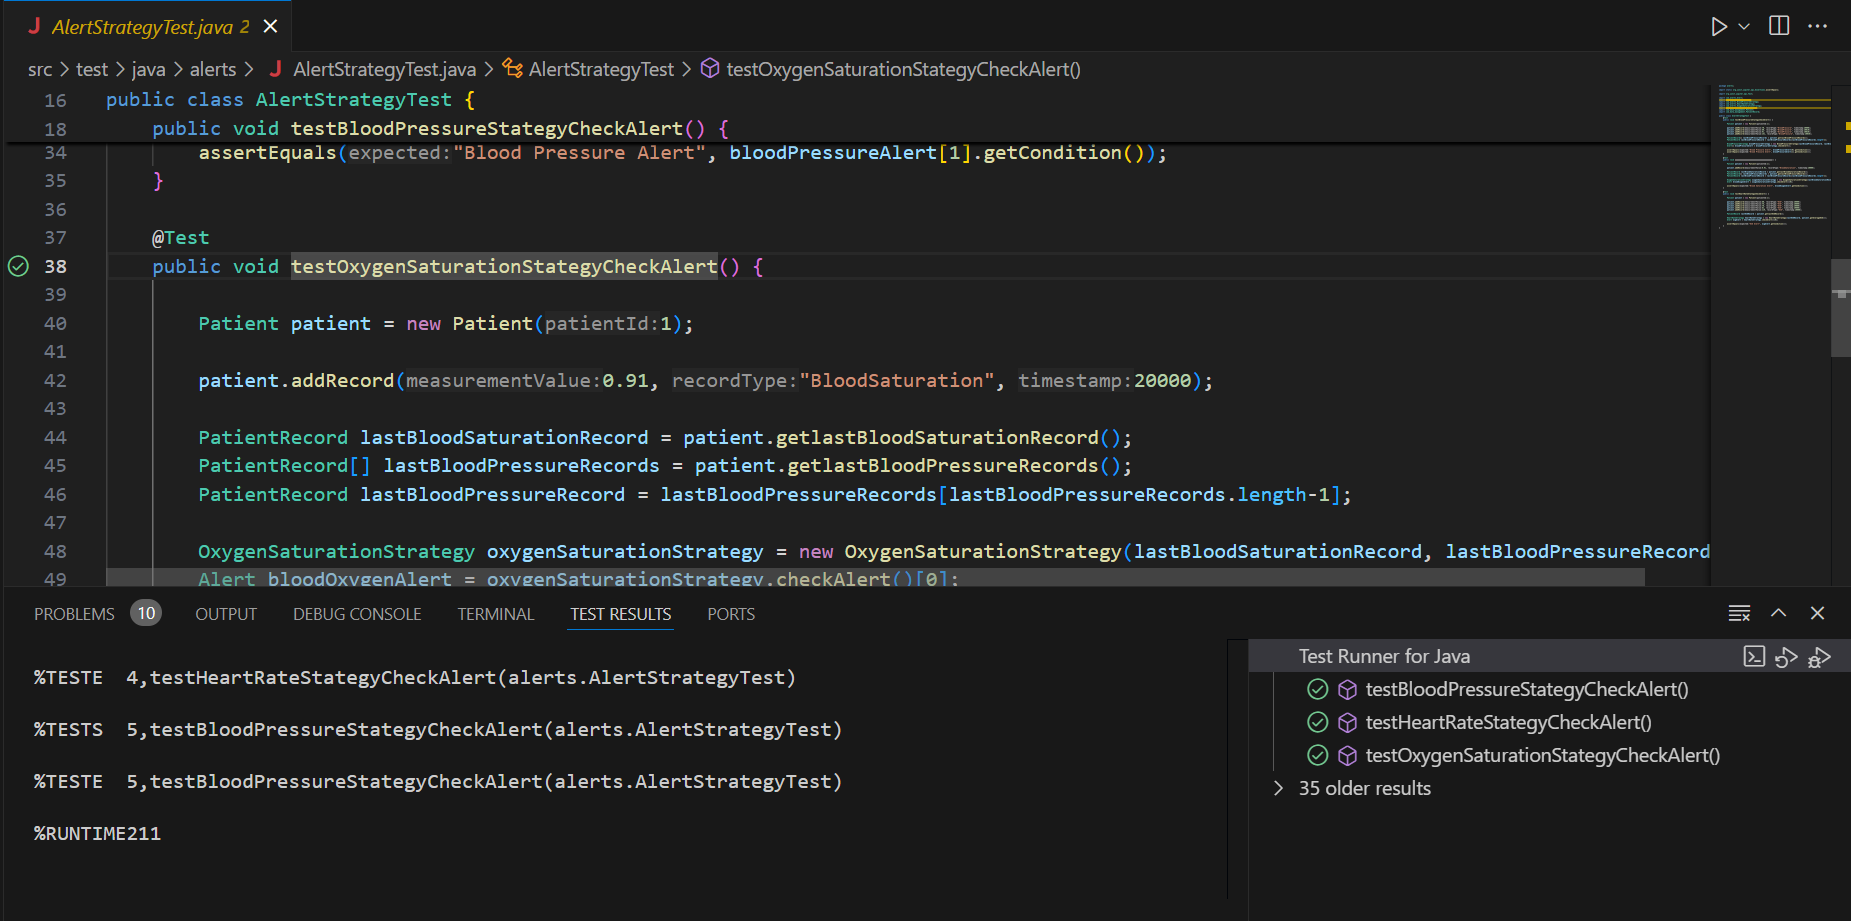 AlertStrategyTest.java 2
src > test > java > alerts > AlertStrategyTest.java > AlertStrategyTest > testOxygenSaturationStategyCheckAlert()
16 public class AlertStrategyTest {
18 public void testBloodPressureStategyCheckAlert() {
34 assertEquals(expected:"Blood Pressure Alert", bloodPressureAlert[1].getCondition());
35 }
36
37 @Test
38 public void testOxygenSaturationStategyCheckAlert() {
39
40 Patient patient = new Patient(patientId:1);
41
42 patient.addRecord(measurementValue:0.91, recordType:"BloodSaturation", timestamp:20000);
43
44 PatientRecord lastBloodSaturationRecord = patient.getlastBloodSaturationRecord();
45 PatientRecord[] lastBloodPressureRecords = patient.getlastBloodPressureRecords();
46 PatientRecord lastBloodPressureRecord = lastBloodPressureRecords[lastBloodPressureRecords.length-1];
47
48 OxygenSaturationStrategy oxygenSaturationStrategy = new OxygenSaturationStrategy(lastBloodSaturationRecord, lastBloodPressureRecord
49 Alert bloodOxygenAlert = oxygenSaturationStrategy.checkAlert()[0];
PROBLEMS 10 OUTPUT DEBUG CONSOLE TERMINAL TEST RESULTS PORTS
%TESTE 4,testHeartRateStategyCheckAlert(alerts.AlertStrategyTest)
%TESTS 5,testBloodPressureStategyCheckAlert(alerts.AlertStrategyTest)
%TESTE 5,testBloodPressureStategyCheckAlert(alerts.AlertStrategyTest)
%RUNTIME211
Test Runner for Java
testBloodPressureStategyCheckAlert()
testHeartRateStategyCheckAlert()
testOxygenSaturationStategyCheckAlert()
35 older results